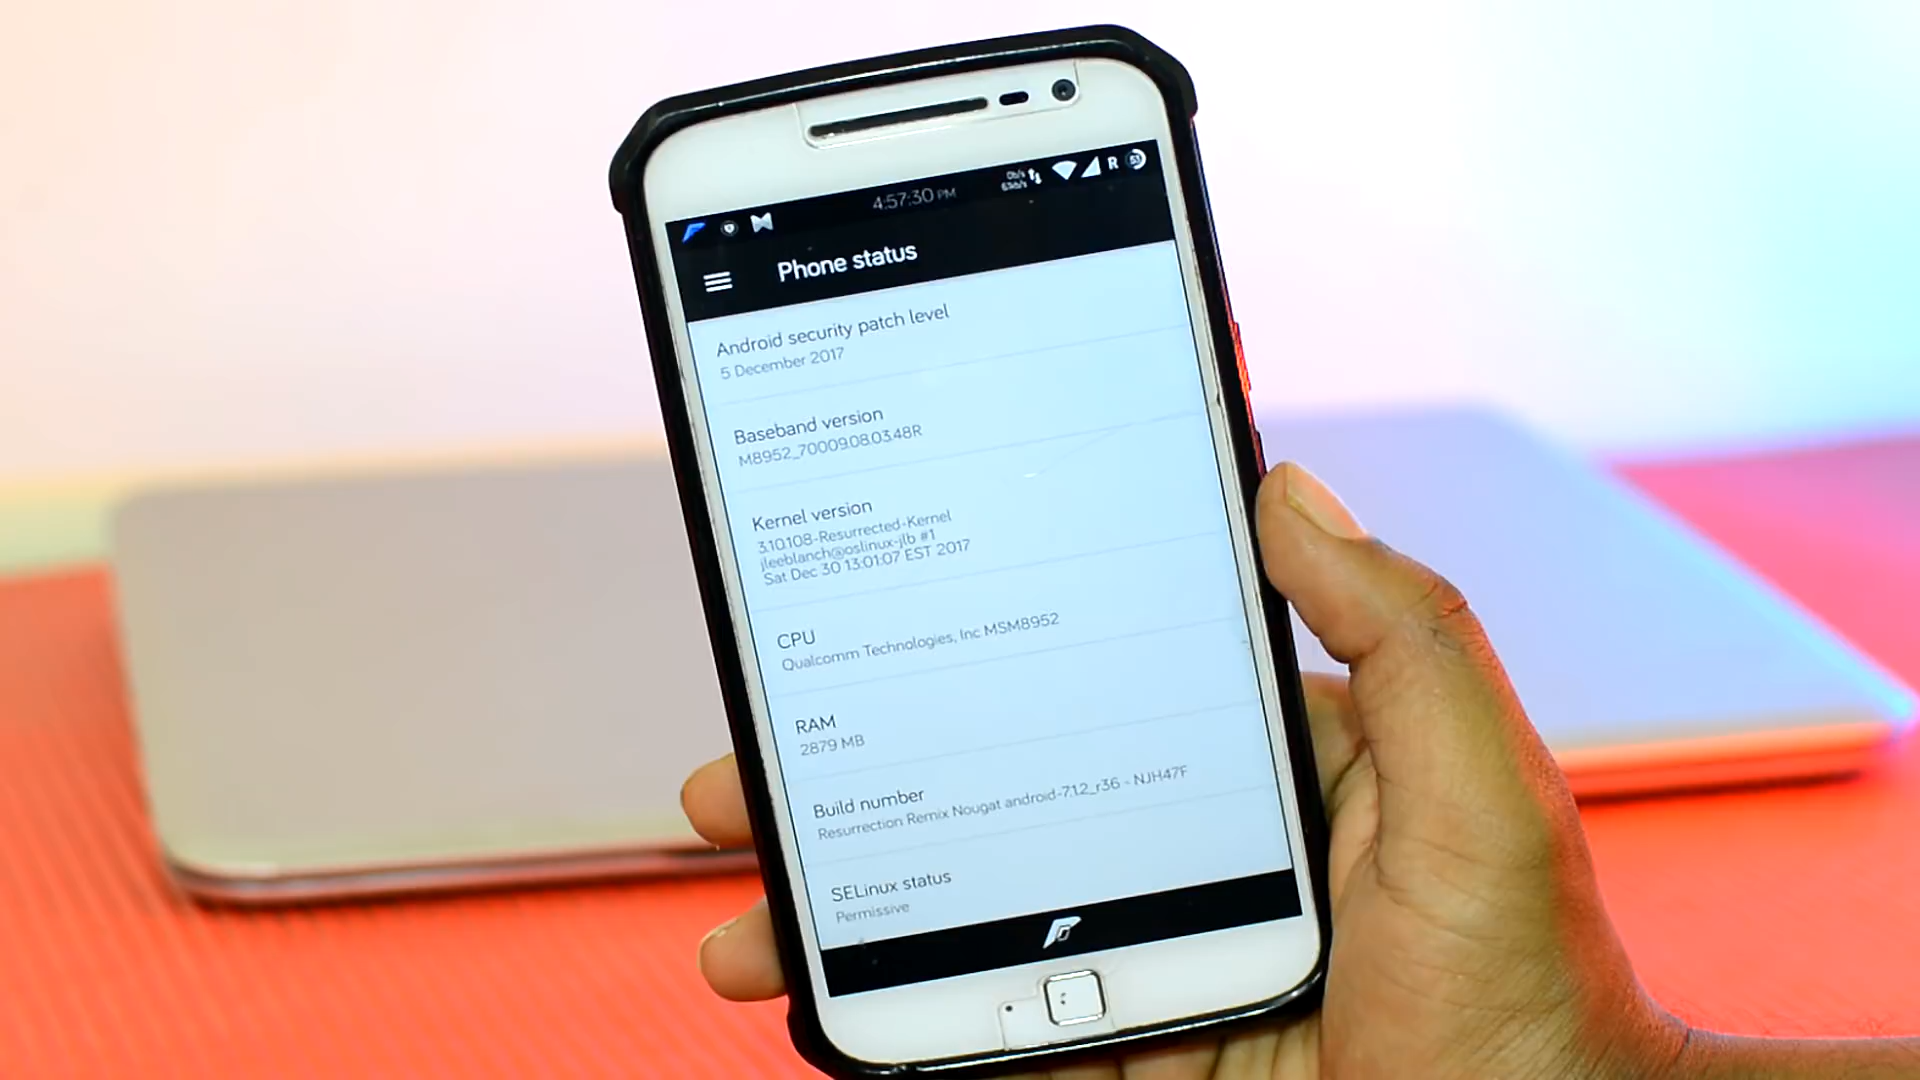 4:57:30 PM
R
53
Phone status
Android security patch level
5 December 2017
Baseband version
M8952_70009.08.03.48R
Kernel version
3.10.108-Resurrected-Kernel
jleeblanch@oslinux-jlb #1
Sat Dec 30 13:01:07 EST 2017
CPU
Qualcomm Technologies, Inc MSM8952
RAM
2879 MB
Build number
Resurrection Remix Nougat android-7.1.2_r36 - NJH47F
SELinux status
Permissive